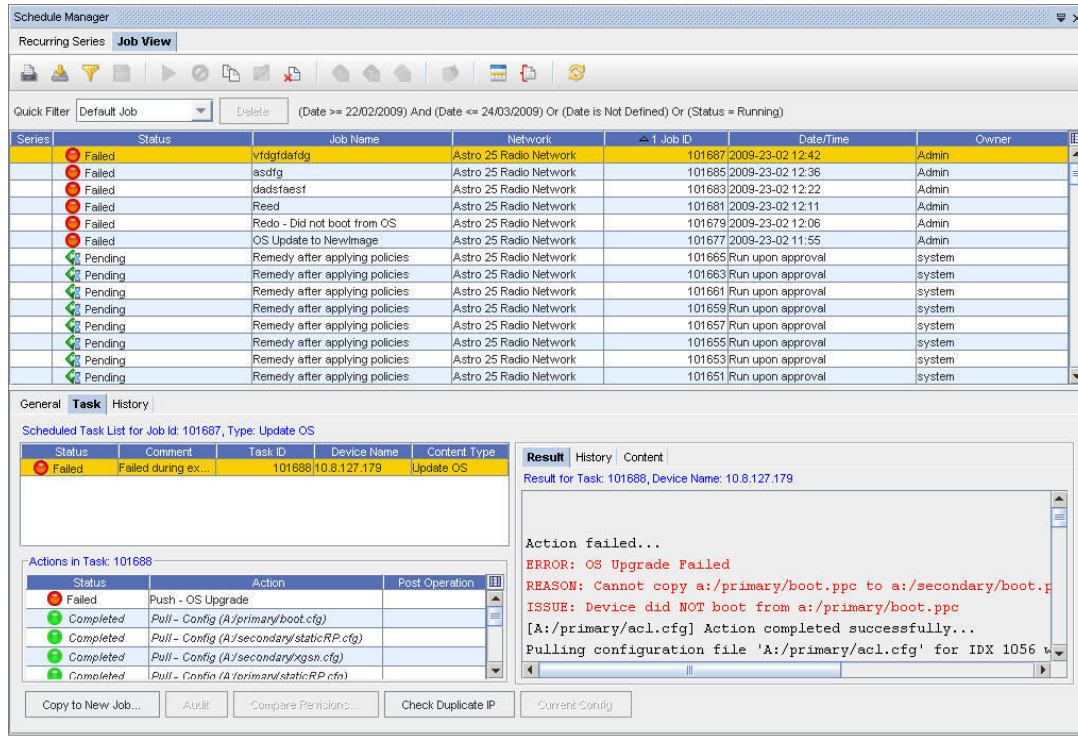 Schedule Manager
Recurring Series Job View
Quick Filter Default Job Delete (Date >= 22/02/2009) And (Date <= 24/03/2009) Or (Date is Not Defined) Or (Status = Running)
Series Status Job Name Network 1 Job ID Date/Time Owner
Failed vfdgfdafdg Astro 25 Radio Network 101687 2009-23-02 12:42 Admin
Failed asdfg Astro 25 Radio Network 101685 2009-23-02 12:36 Admin
Failed dadsfaesf Astro 25 Radio Network 101683 2009-23-02 12:22 Admin
Failed Reed Astro 25 Radio Network 101681 2009-23-02 12:11 Admin
Failed Redo - Did not boot from OS Astro 25 Radio Network 101679 2009-23-02 12:06 Admin
Failed OS Update to NewImage Astro 25 Radio Network 101677 2009-23-02 11:55 Admin
Pending Remedy after applying policies Astro 25 Radio Network 101665 Run upon approval system
Pending Remedy after applying policies Astro 25 Radio Network 101663 Run upon approval system
Pending Remedy after applying policies Astro 25 Radio Network 101661 Run upon approval system
Pending Remedy after applying policies Astro 25 Radio Network 101659 Run upon approval system
Pending Remedy after applying policies Astro 25 Radio Network 101657 Run upon approval system
Pending Remedy after applying policies Astro 25 Radio Network 101655 Run upon approval system
Pending Remedy after applying policies Astro 25 Radio Network 101653 Run upon approval system
Pending Remedy after applying policies Astro 25 Radio Network 101651 Run upon approval system
General Task History
Scheduled Task List for Job Id: 101687, Type: Update OS
Status Comment Task ID Device Name Content Type
Failed Failed during ex... 101688 10.8.127.179 Update OS
Actions in Task: 101688
Status Action Post Operation
Failed Push - OS Upgrade
Completed Pull - Config (A:/primary/boot.cfg)
Completed Pull - Config (A:/secondary/staticRP.cfg)
Completed Pull - Config (A:/secondary/xgsn.cfg)
Completed Pull - Config (A:/primary/staticRP.cfg)
Result History Content
Result for Task: 101688, Device Name: 10.8.127.179
Action failed...
ERROR: OS Upgrade Failed
REASON: Cannot copy a:/primary/boot.ppc to a:/secondary/boot.p
ISSUE: Device did NOT boot from a:/primary/boot.ppc
[A:/primary/acl.cfg] Action completed successfully...
Pulling configuration file 'A:/primary/acl.cfg' for IDX 1056 w
Copy to New Job... Audit Compare Revisions... Check Duplicate IP Current Config